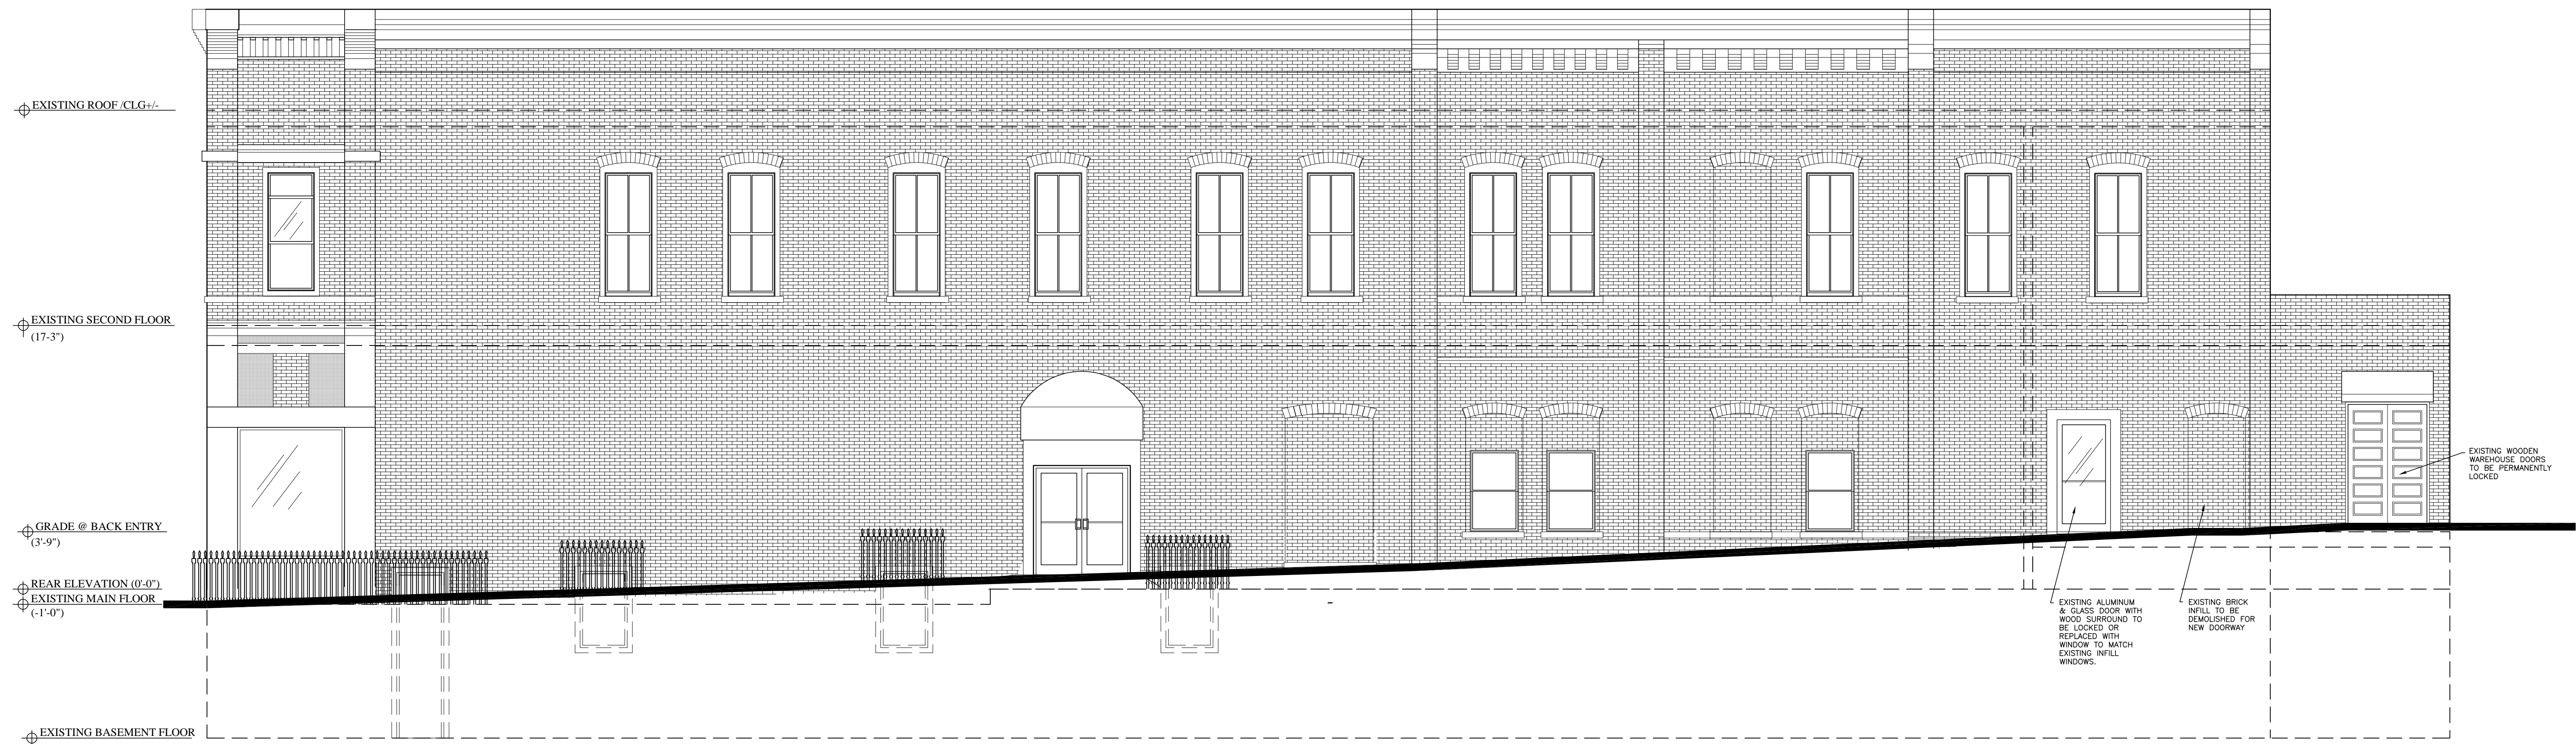 EXISTING ROOF /CLG+/-
EXISTING SECOND FLOOR
(17-3")
GRADE @ BACK ENTRY
(3'-9")
REAR ELEVATION (0'-0")
EXISTING MAIN FLOOR
(-1'-0")
EXISTING BASEMENT FLOOR
EXISTING ALUMINUM
& GLASS DOOR WITH
WOOD SURROUND TO
BE LOCKED OR
REPLACED WITH
WINDOW TO MATCH
EXISTING INFILL
WINDOWS.
EXISTING BRICK
INFILL TO BE
DEMOLISHED FOR
NEW DOORWAY
EXISTING WOODEN
WAREHOUSE DOORS
TO BE PERMANENTLY
LOCKED